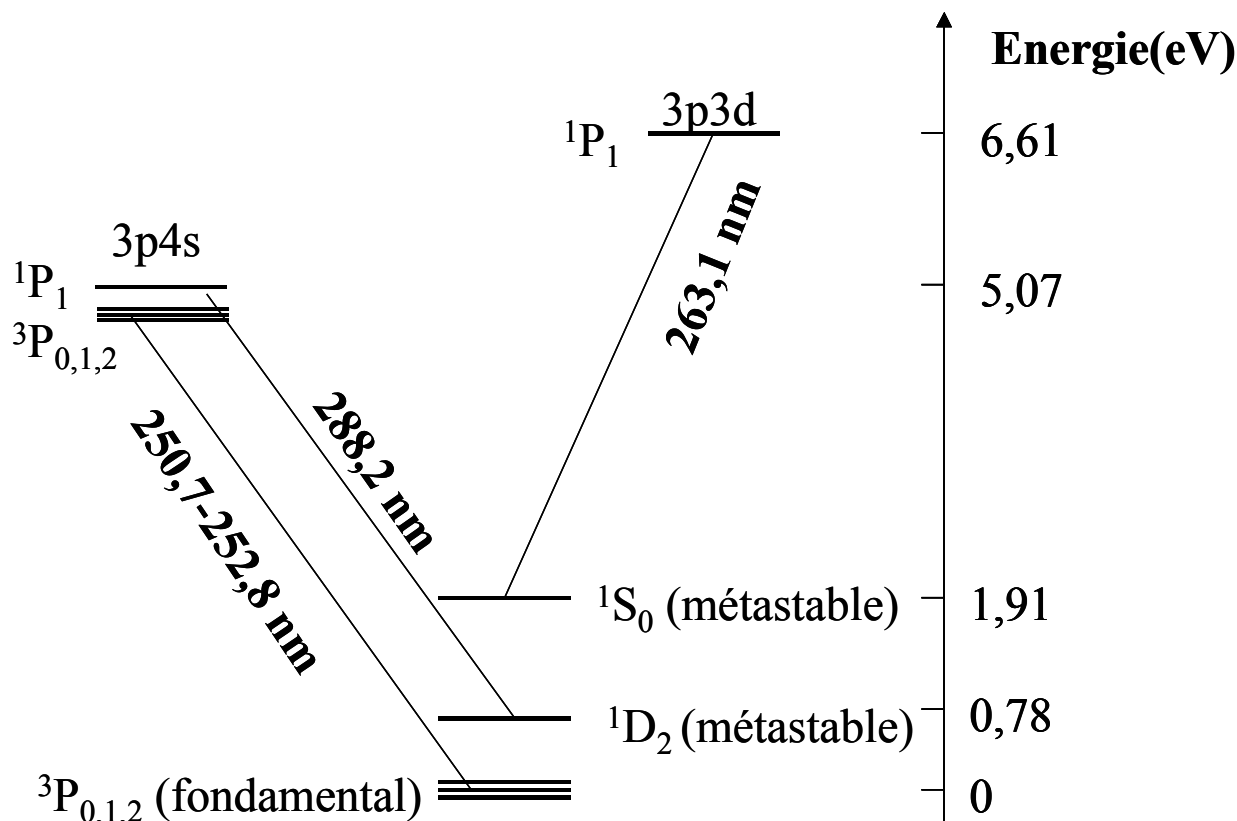 Energie(eV)
3p3d
¹P₁
6,61
263,1 nm
3p4s
¹P₁
5,07
³P₀,₁,₂
288,2 nm
250,7-252,8 nm
¹S₀ (métastable)
1,91
¹D₂ (métastable)
0,78
³P₀,₁,₂ (fondamental)
0